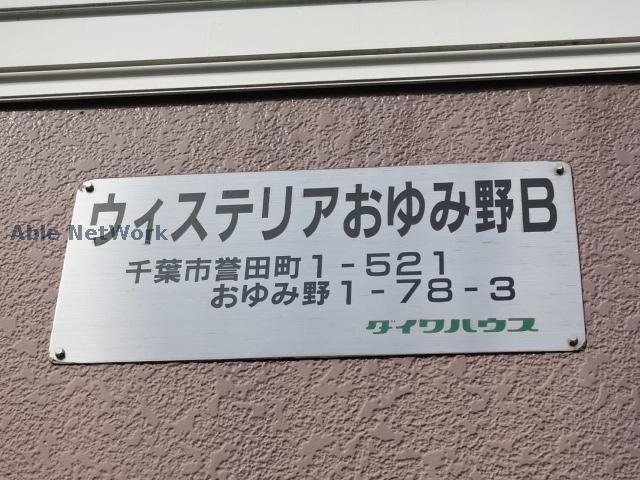 ウィステリアおゆみ野B
Able NetWork
千葉市誉田町1-521
おゆみ野1-78-3
ダイワハウス